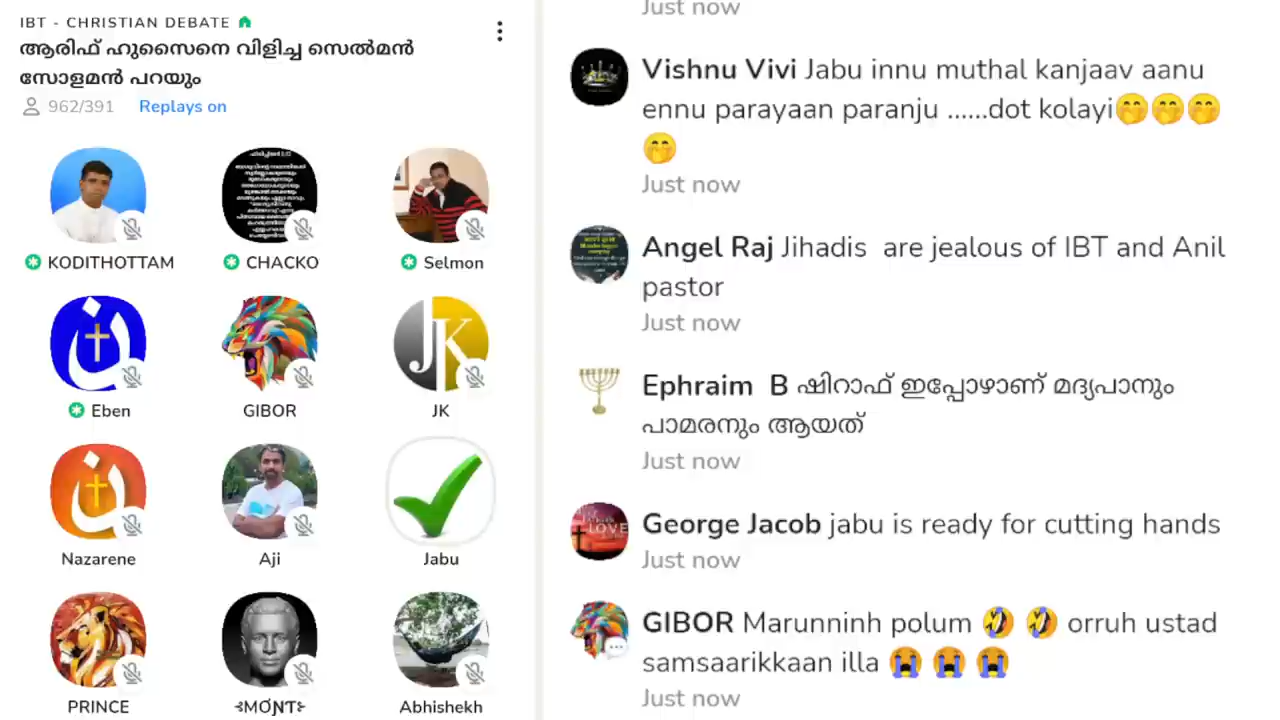 IBT - CHRISTIAN DEBATE
ആരിഫ് ഹുസൈനെ വിളിച്ച സെൽമൻ
സോളമൻ പറയും
962/391 Replays on
KODITHOTTAM CHACKO Selmon
Eben GIBOR JK
Nazarene Aji Jabu
PRINCE ⊰MOՌT⊱ Abhishekh
Just now
Vishnu Vivi Jabu innu muthal kanjaav aanu
ennu parayaan paranju ......dot kolayi🤭🤭🤭
🤭
Just now
Angel Raj Jihadis are jealous of IBT and Anil
pastor
Just now
Ephraim B ഷിറാഫ് ഇപ്പോഴാണ് മദ്യപാനും
പാമരനും ആയത്
Just now
George Jacob jabu is ready for cutting hands
Just now
GIBOR Marunninh polum 🤣 🤣 orruh ustad
samsaarikkaan illa 😭 😭 😭
Just now